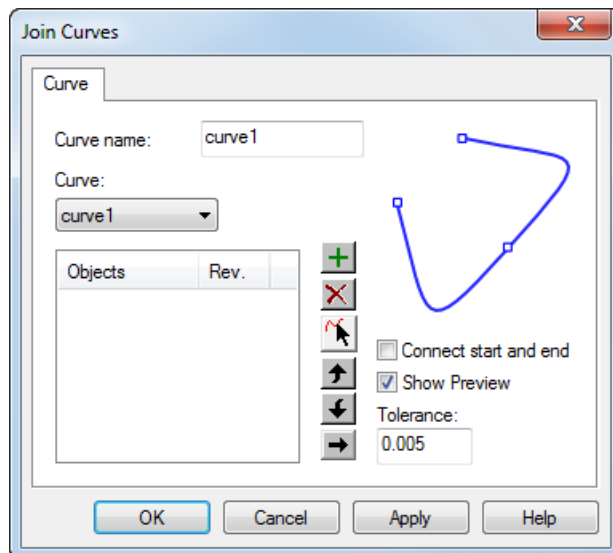 Join Curves
Curve
Curve name: curve1
Curve:
curve1
Objects Rev.
Connect start and end
Show Preview
Tolerance:
0.005
OK Cancel Apply Help